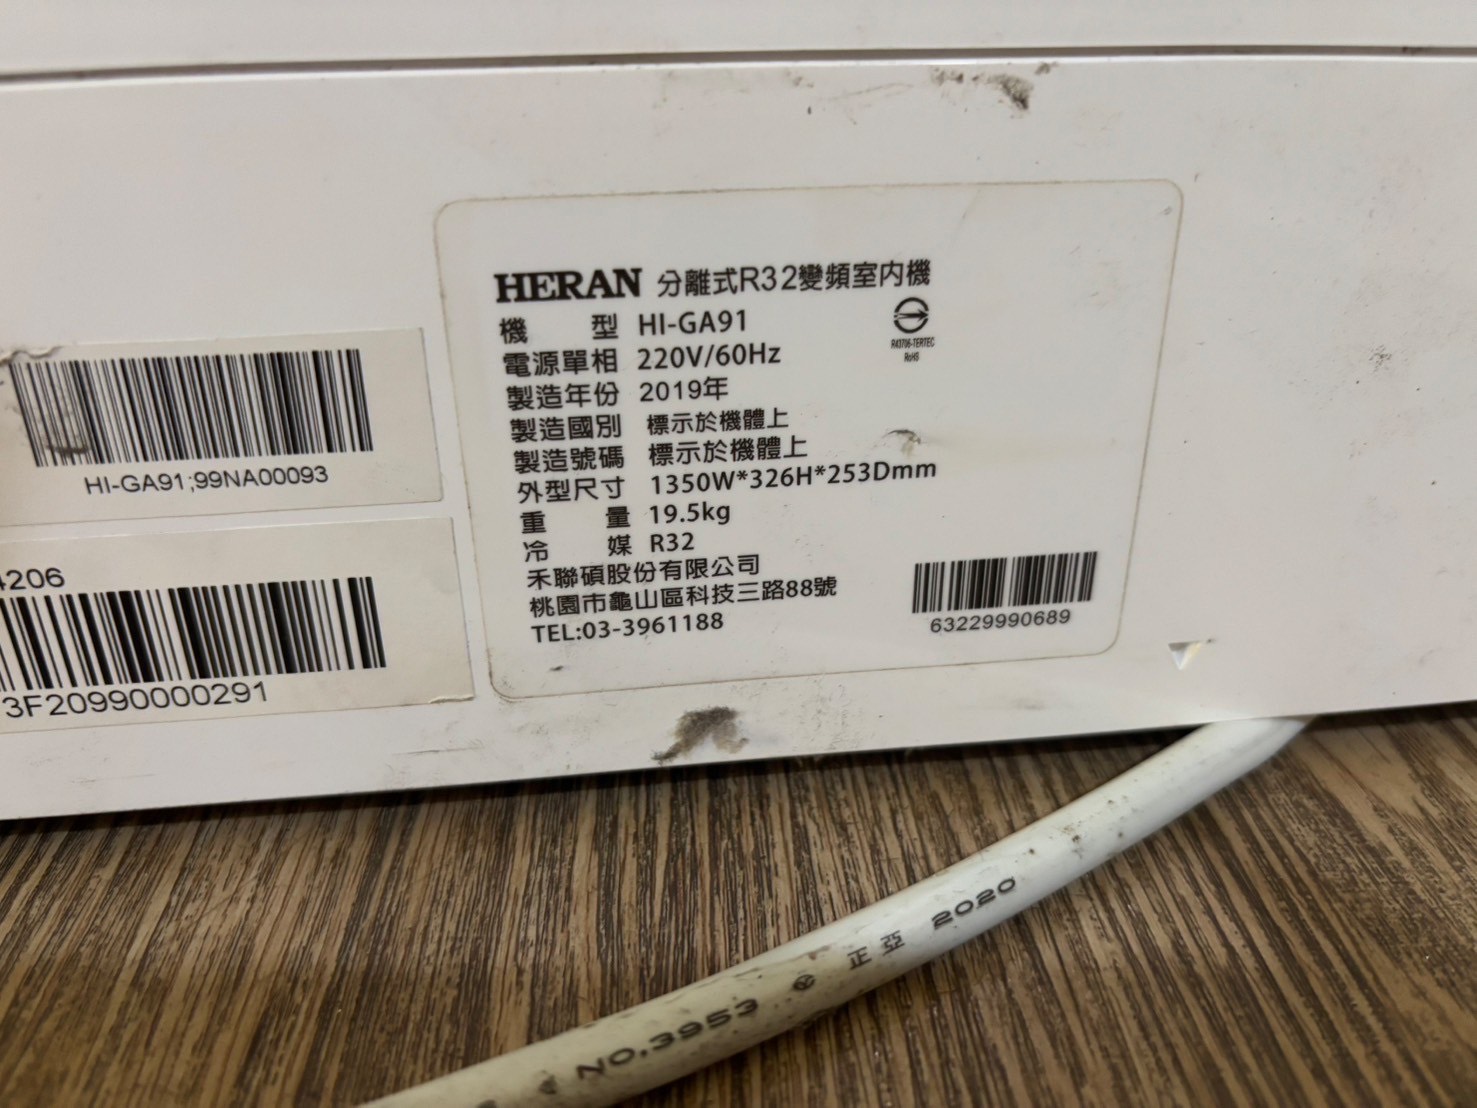 HERAN 分離式R32變頻室內機
機 型 HI-GA91
電源單相 220V/60Hz
製造年份 2019年
製造國別 標示於機體上
製造號碼 標示於機體上
外型尺寸 1350W*326H*253Dmm
重 量 19.5kg
冷 媒 R32
禾聯碩股份有限公司
桃園市龜山區科技三路88號
TEL:03-3961188
R43706-TERTEC
RoHS
63229990689
HI-GA91;99NA00093
4206
3F20990000291
NO.3953 正亞 2020